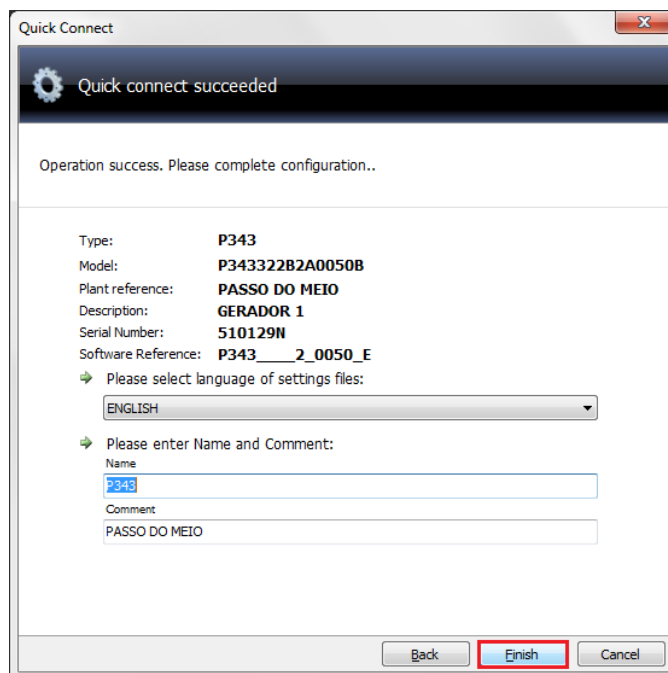 Quick Connect
Quick connect succeeded
Operation success. Please complete configuration..
Type: P343
Model: P343322B2A0050B
Plant reference: PASSO DO MEIO
Description: GERADOR 1
Serial Number: 510129N
Software Reference: P343____2_0050_E
Please select language of settings files:
ENGLISH
Please enter Name and Comment:
Name
P343
Comment
PASSO DO MEIO
Back Finish Cancel